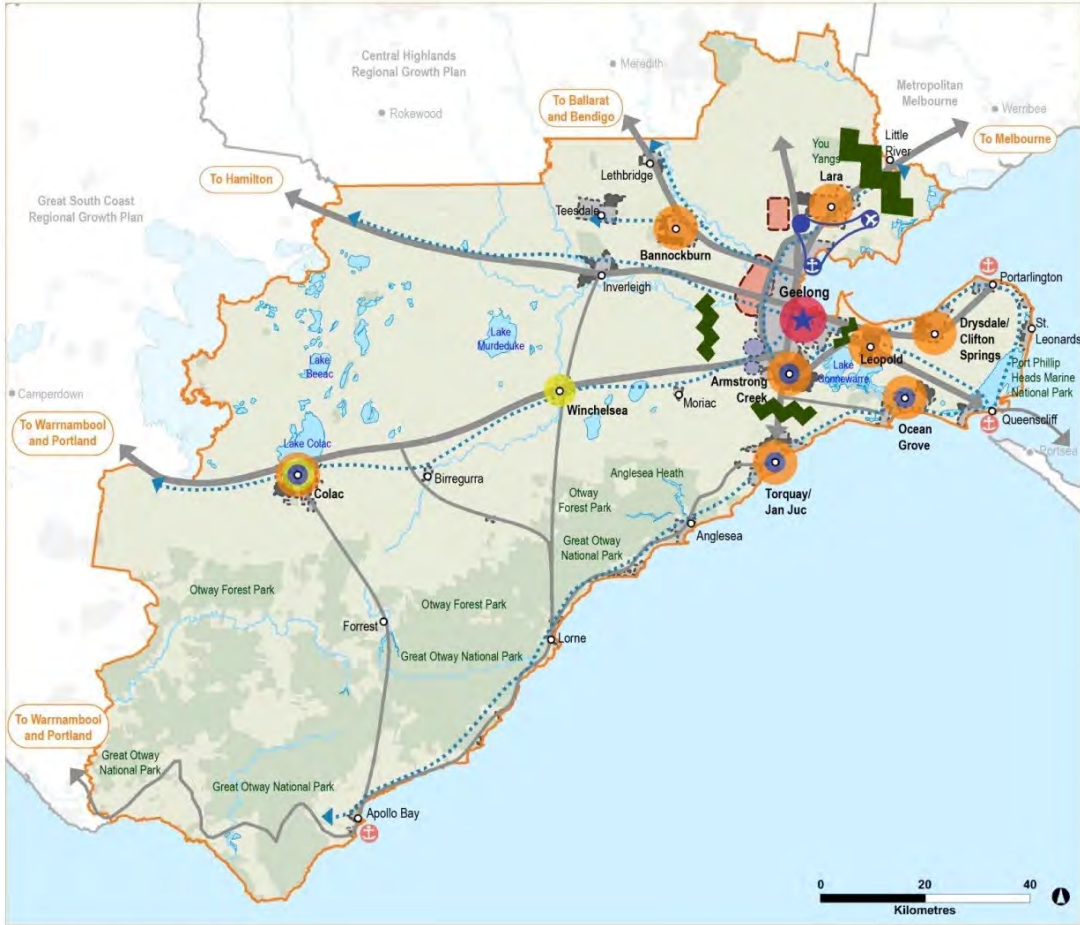 Central Highlands
Regional Growth Plan
Meredith
Rokewood
Metropolitan
Melbourne
Werribee
To Ballarat
and Bendigo
To Melbourne
Little
River
You
Yangs
Lara
Lethbridge
To Hamilton
Great South Coast
Regional Growth Plan
Teesdale
Bannockburn
Inverleigh
Portarlington
Geelong
Drysdale/
Clifton
Springs
St.
Leonards
Lake
Murdeduke
Lake
Beeac
Leopold
Port Phillip
Heads Marine
National Park
Armstrong
Creek
Lake
Connewarre
Camperdown
Winchelsea
Moriac
Ocean
Grove
Queenscliff
Portsea
To Warrnambool
and Portland
Lake Colac
Colac
Birregurra
Anglesea Heath
Torquay/
Jan Juc
Otway
Forest Park
Anglesea
Great Otway
National Park
Otway Forest Park
Otway Forest Park
Forrest
Lorne
Great Otway National Park
To Warrnambool
and Portland
Great Otway
National Park
Great Otway National Park
Apollo Bay
0 20 40
Kilometres